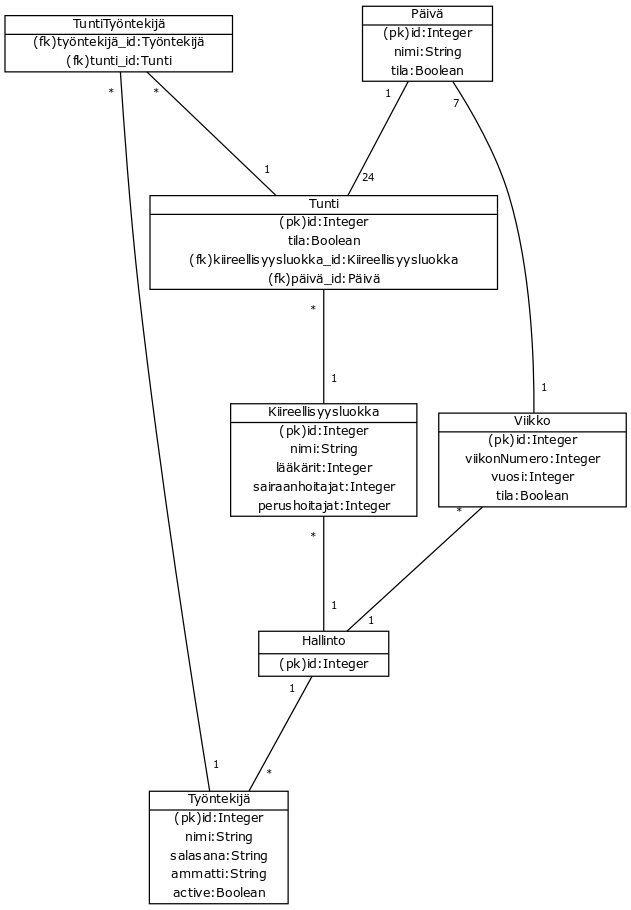 TuntiTyöntekijä
(fk)työntekijä_id:Työntekijä
(fk)tunti_id:Tunti
Päivä
(pk)id:Integer
nimi:String
tila:Boolean
*
*
1
7
1
24
Tunti
(pk)id:Integer
tila:Boolean
(fk)kiireellisyysluokka_id:Kiireellisyysluokka
(fk)päivä_id:Päivä
*
1
1
Kiireellisyysluokka
(pk)id:Integer
nimi:String
lääkärit:Integer
sairaanhoitajat:Integer
perushoitajat:Integer
Viikko
(pk)id:Integer
viikonNumero:Integer
vuosi:Integer
tila:Boolean
*
*
1
1
Hallinto
(pk)id:Integer
1
1
*
Työntekijä
(pk)id:Integer
nimi:String
salasana:String
ammatti:String
active:Boolean